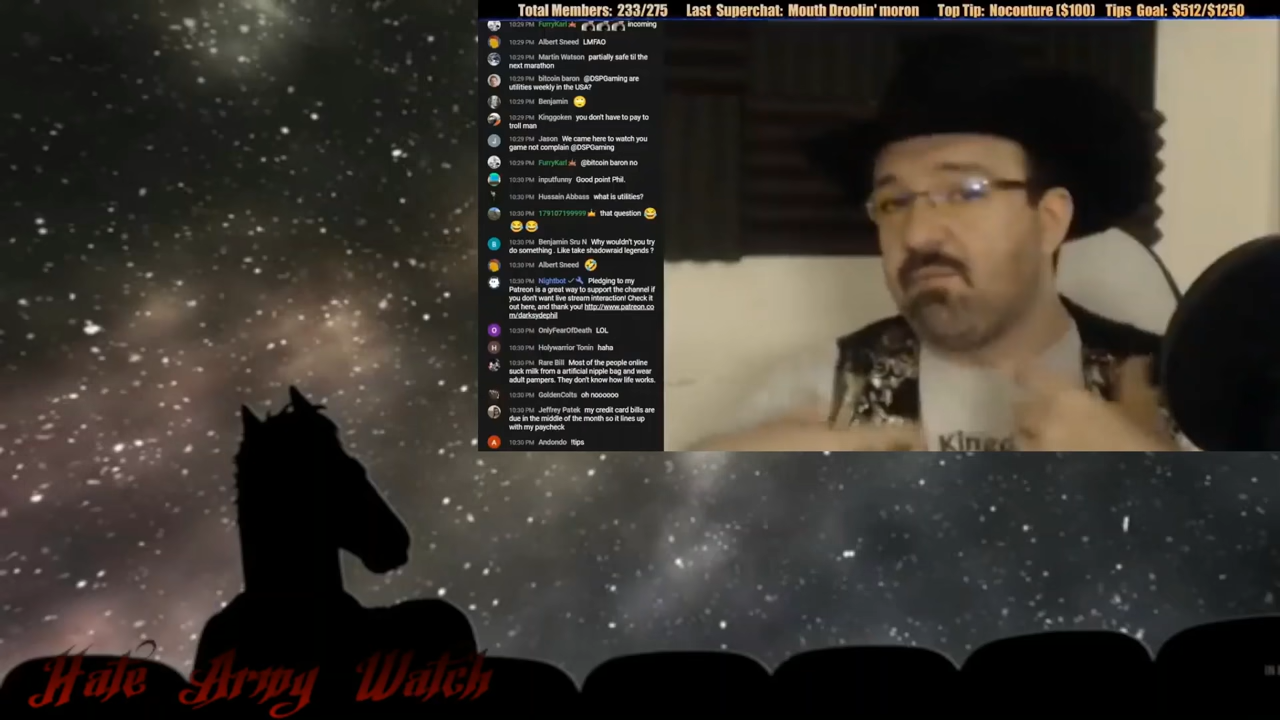 Total Members: 233/275 Last Superchat: Mouth Droolin' moron Top Tip: Nocouture ($100) Tips Goal: $512/$1250
10:29 PM FurryKarl incoming
10:29 PM Albert Sneed LMFAO
10:29 PM Martin Watson partially safe til the
next marathon
10:29 PM bitcoin baron @DSPGaming are
utilities weekly in the USA?
10:29 PM Benjamin
10:29 PM Kinggoken you don't have to pay to
troll man
10:29 PM Jason We came here to watch you
game not complain @DSPGaming
10:29 PM FurryKarl @bitcoin baron no
10:30 PM inputfunny Good point Phil.
10:30 PM Hussain Abbass what is utilities?
10:30 PM 179107199999 that question
10:30 PM Benjamin Sru N Why wouldn't you try
do something . Like take shadowraid legends ?
10:30 PM Albert Sneed
10:30 PM Nightbot Pledging to my
Patreon is a great way to support the channel if
you don't want live stream interaction! Check it
out here, and thank you! http://www.patreon.co
m/darksydephil
10:30 PM OnlyFearOfDeath LOL
10:30 PM Holywarrior Tonin haha
10:30 PM Rare Bill Most of the people online
suck milk from a artificial nipple bag and wear
adult pampers. They don't know how life works.
10:30 PM GoldenColts oh noooooo
10:30 PM Jeffrey Patek my credit card bills are
due in the middle of the month so it lines up
with my paycheck
10:30 PM Andondo !tips
Hate Army Watch